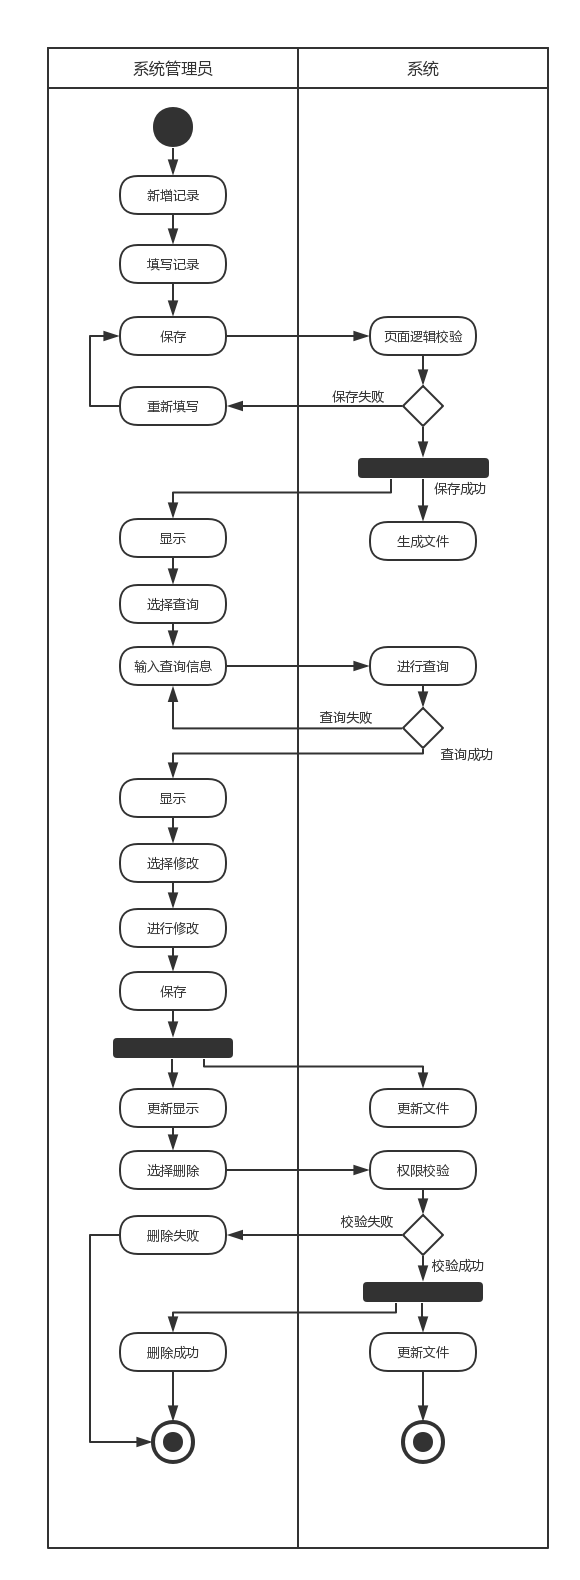 系统管理员
系统
新增记录
填写记录
保存
页面逻辑校验
重新填写
保存失败
保存成功
显示
生成文件
选择查询
输入查询信息
进行查询
查询失败
查询成功
显示
选择修改
进行修改
保存
更新显示
更新文件
选择删除
权限校验
校验失败
删除失败
校验成功
删除成功
更新文件